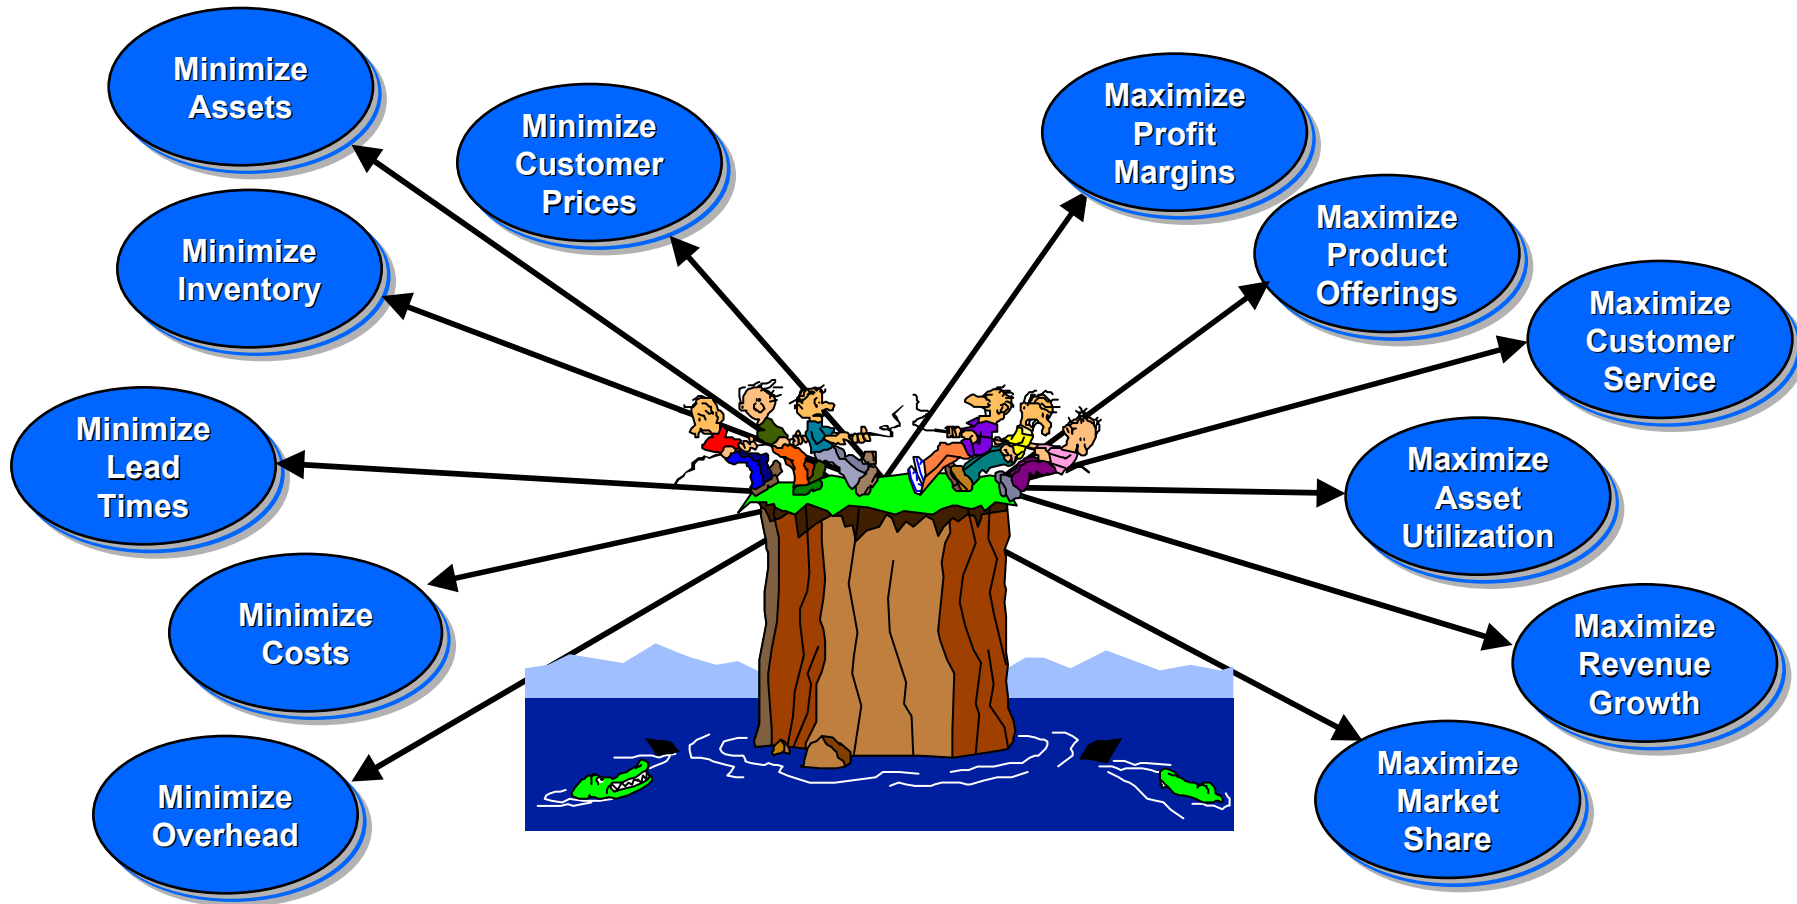 Minimize
Assets
Minimize
Customer
Prices
Minimize
Inventory
Minimize
Lead
Times
Minimize
Costs
Minimize
Overhead
Maximize
Profit
Margins
Maximize
Product
Offerings
Maximize
Customer
Service
Maximize
Asset
Utilization
Maximize
Revenue
Growth
Maximize
Market
Share